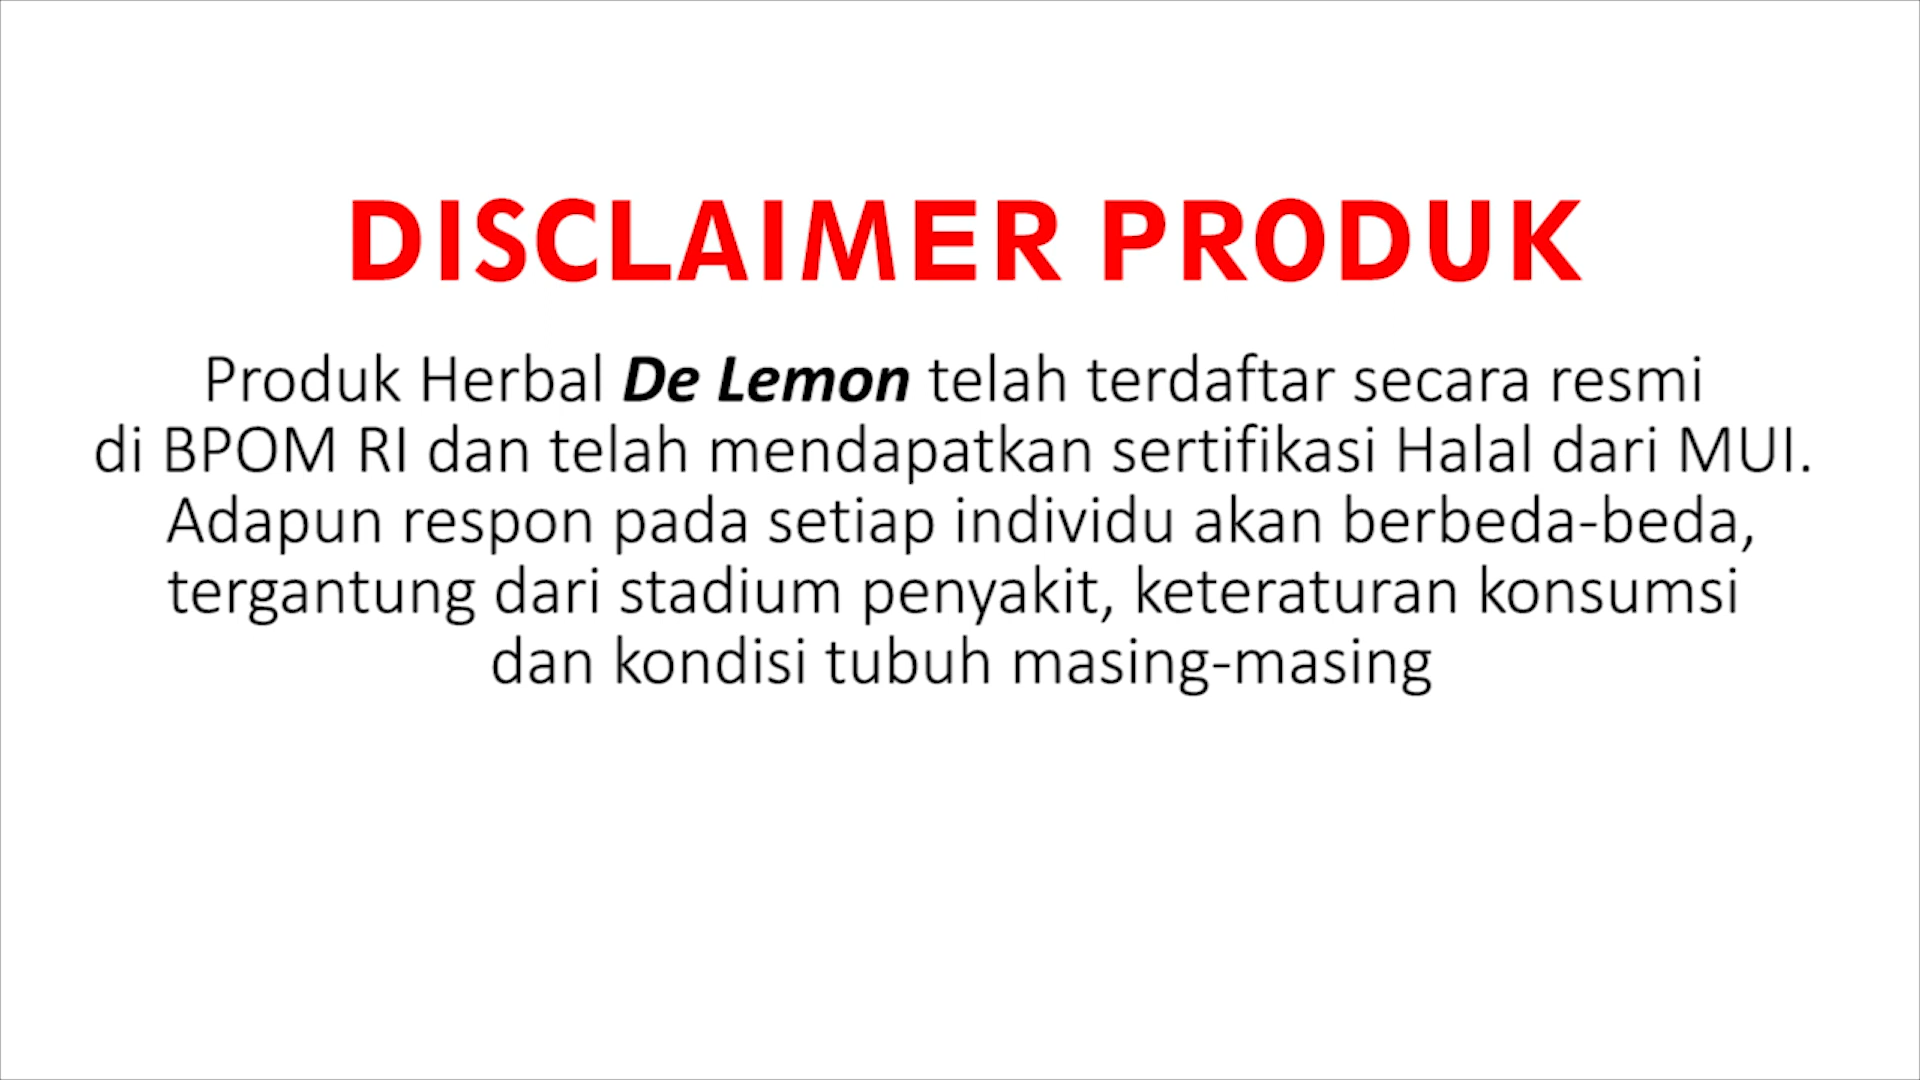 DISCLAIMER PRODUK
Produk Herbal De Lemon telah terdaftar secara resmi
di BPOM RI dan telah mendapatkan sertifikasi Halal dari MUI.
Adapun respon pada setiap individu akan berbeda-beda,
tergantung dari stadium penyakit, keteraturan konsumsi
dan kondisi tubuh masing-masing